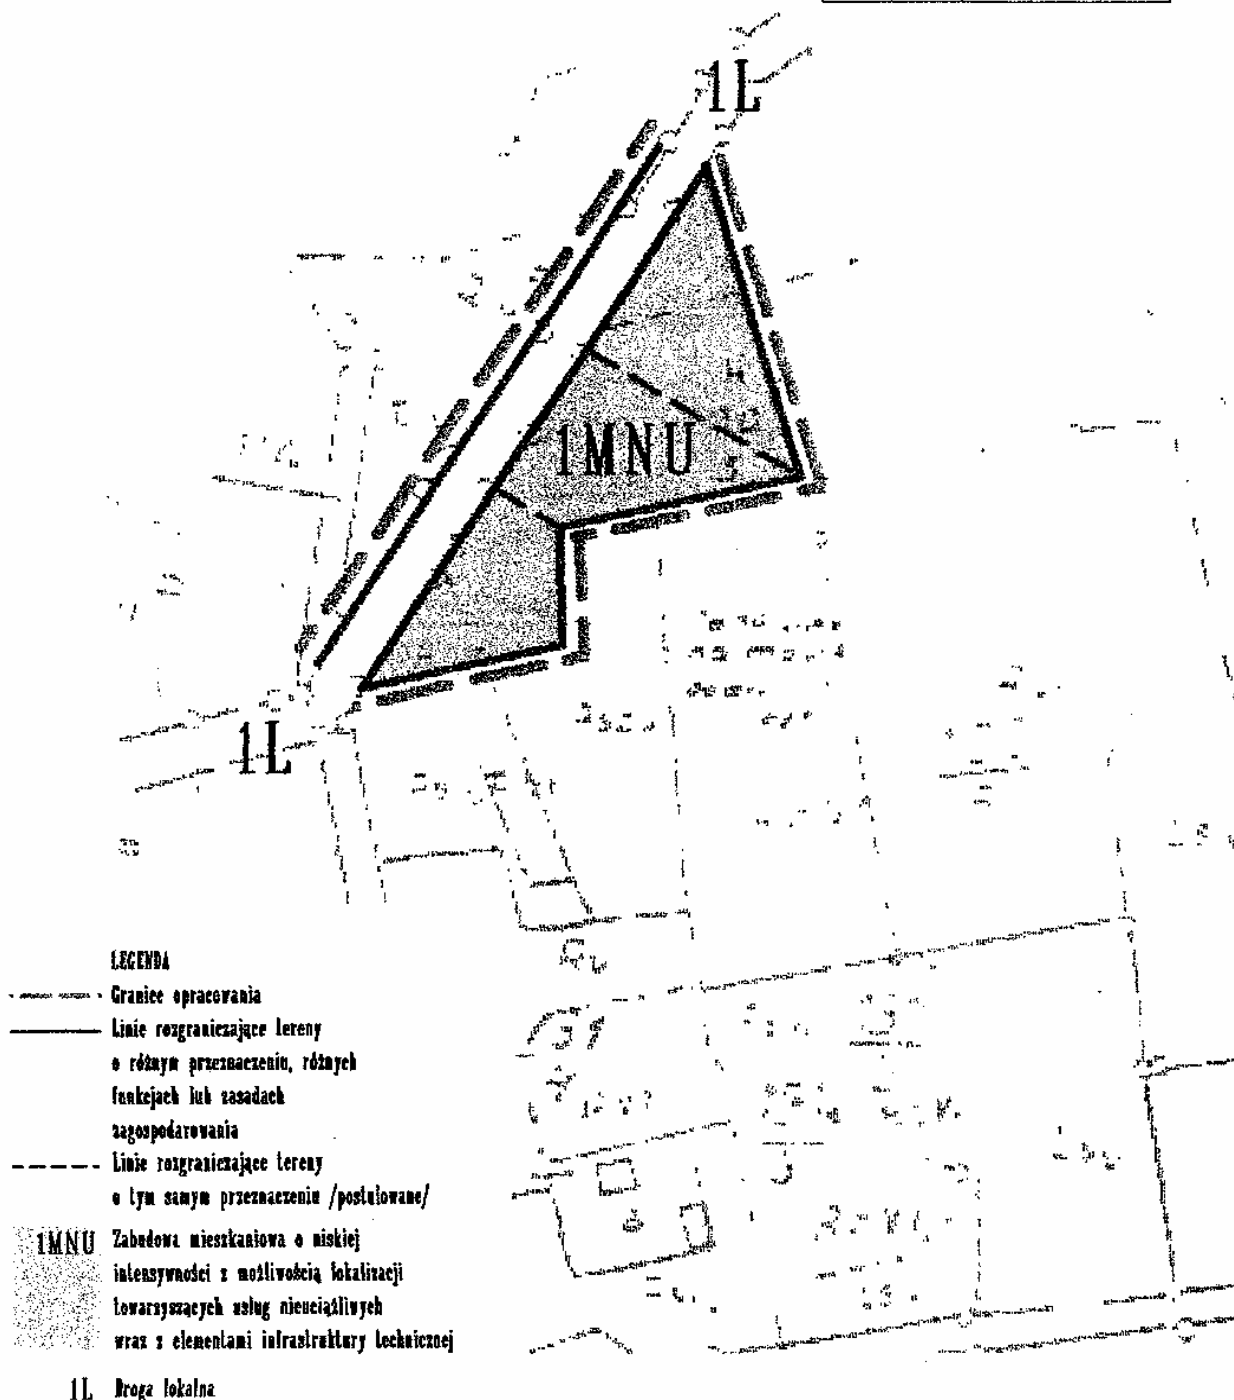 1L
1MNU
1L
LEGENDA
Granice opracowania
Linie rozgraniczające tereny
o różnym przeznaczeniu, różnych
funkcjach lub zasadach
zagospodarowania
Linie rozgraniczające tereny
o tym samym przeznaczeniu /postulowane/
1MNU Zabudowa mieszkaniowa o niskiej
intensywności z możliwością lokalizacji
towarzyszących usług nieuciążliwych
wraz z elementami infrastruktury technicznej
1L Droga lokalna